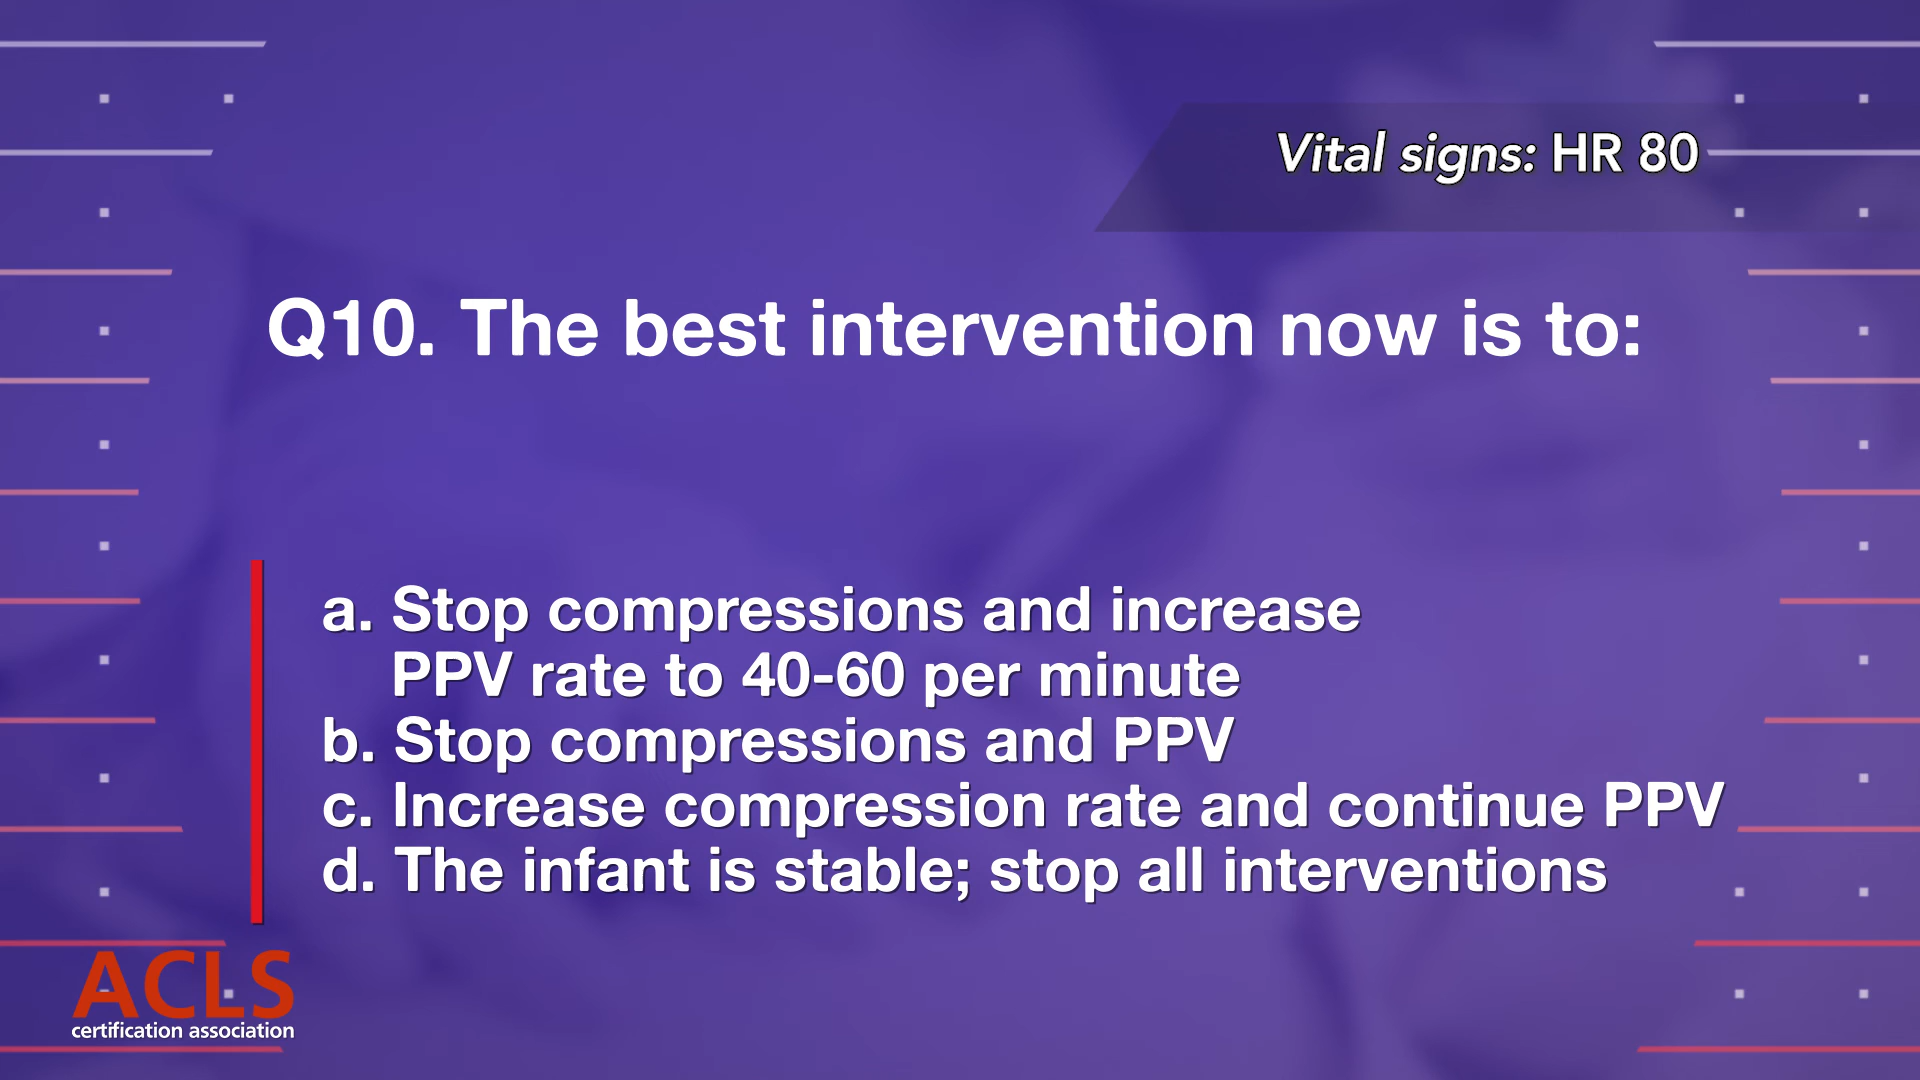 Vital signs: HR 80
Q10. The best intervention now is to:
a. Stop compressions and increase
PPV rate to 40-60 per minute
b. Stop compressions and PPV
c. Increase compression rate and continue PPV
d. The infant is stable; stop all interventions
ACLS
certification association